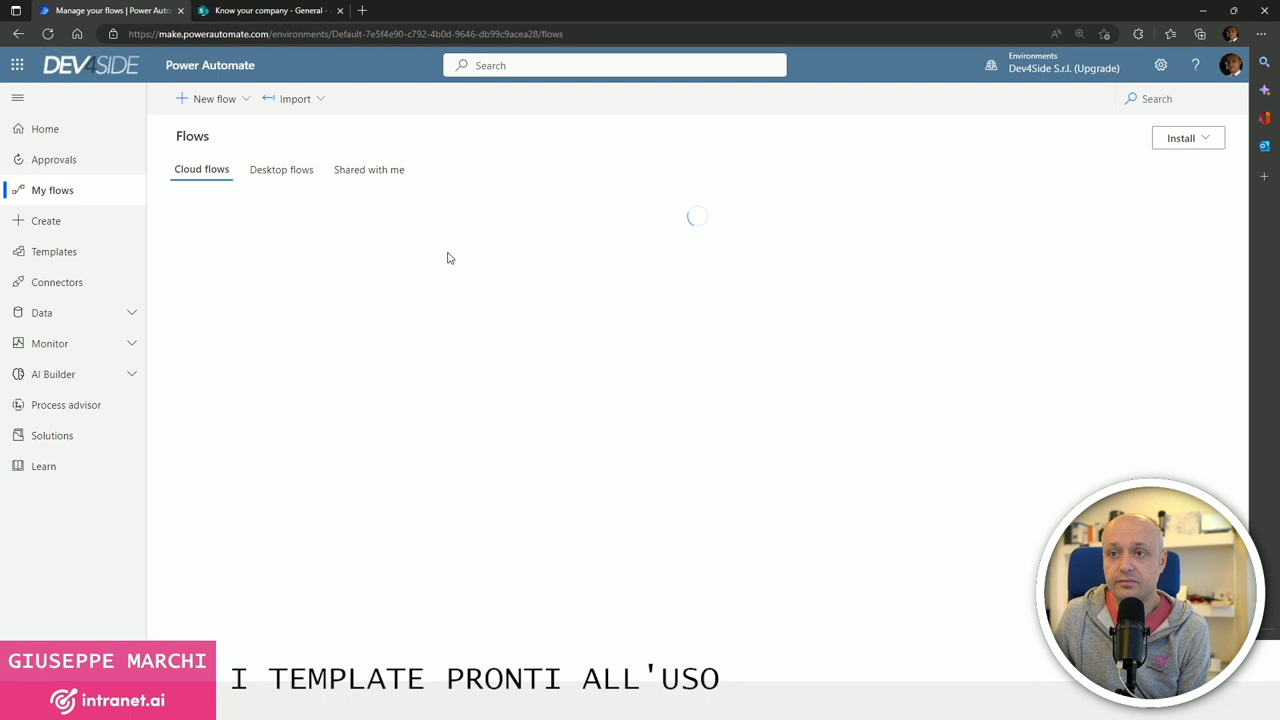 Manage your flows | Power Auto
Know your company - General -
https://make.powerautomate.com/environments/Default-7e5f4e90-c792-4b0d-9646-db99c9acea28/flows
DEV4SIDE
Power Automate
Search
Environments
Dev4Side S.r.l. (Upgrade)
New flow
Import
Search
Home
Approvals
My flows
Create
Templates
Connectors
Data
Monitor
AI Builder
Process advisor
Solutions
Learn
Flows
Install
Cloud flows
Desktop flows
Shared with me
GIUSEPPE MARCHI
intranet.ai
I TEMPLATE PRONTI ALL'USO